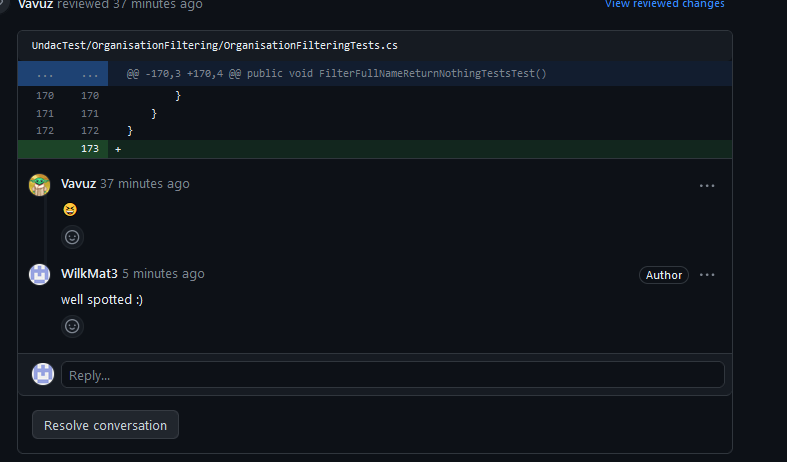 Vavuz reviewed 37 minutes ago
View reviewed changes
UndacTest/OrganisationFiltering/OrganisationFilteringTests.cs
... ... @@ -170,3 +170,4 @@ public void FilterFullNameReturnNothingTestsTest()
170 170 }
171 171 }
172 172 }
173 +
Vavuz 37 minutes ago
😆
WilkMat3 5 minutes ago
Author
well spotted :)
Reply...
Resolve conversation